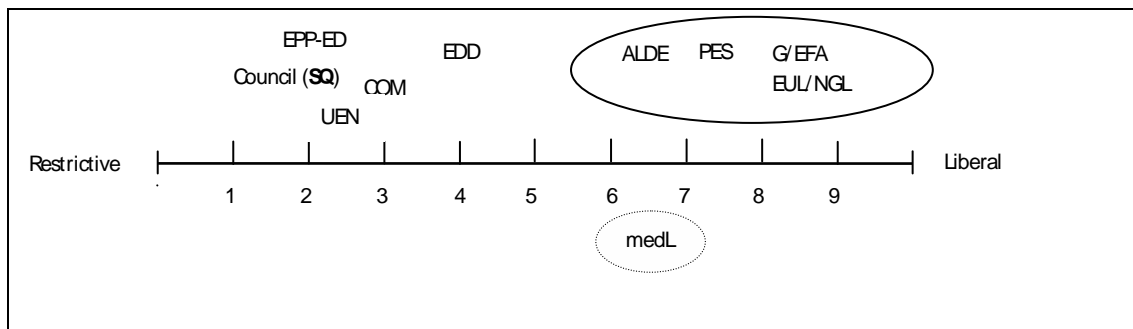 EPP-ED
EDD
ALDE
PES
G/EFA
Council (SQ)
COM
EUL/NGL
UEN
Restrictive
Liberal
1 2 3 4 5 6 7 8 9
medL